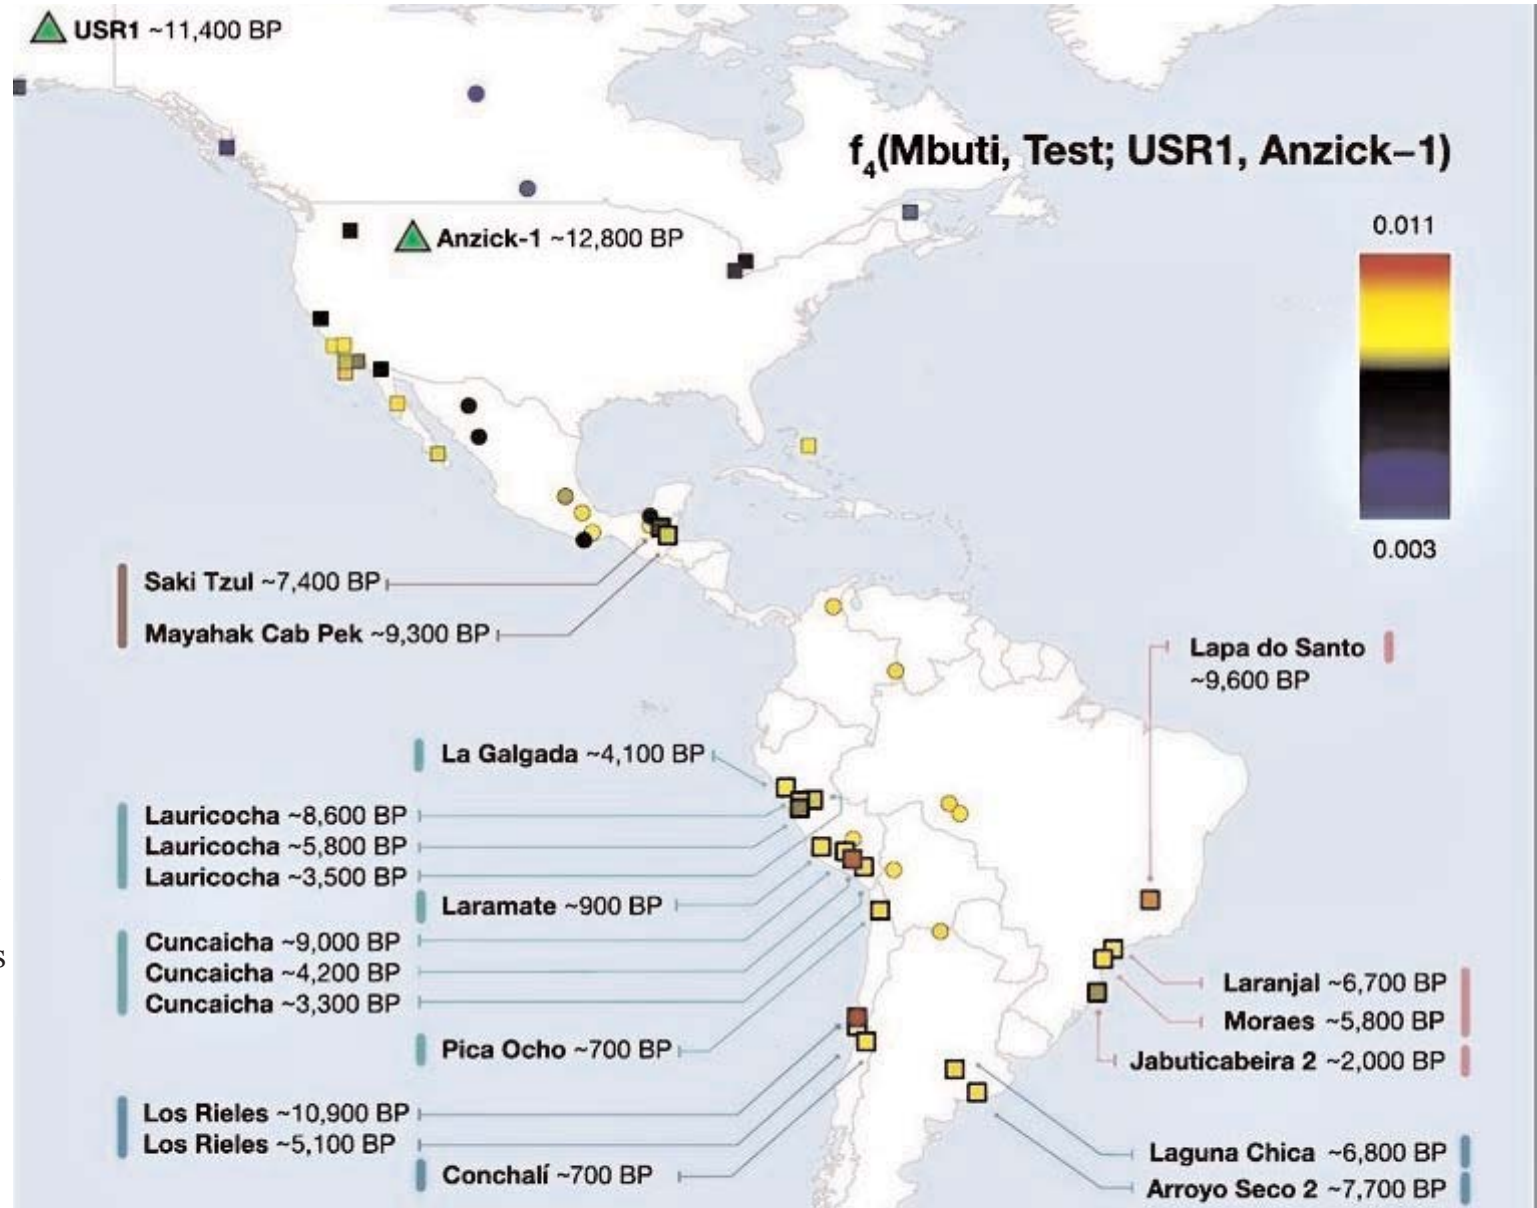 USR1 ~11,400 BP
f4(Mbuti, Test; USR1, Anzick–1)
0.011
Anzick-1 ~12,800 BP
0.003
Saki Tzul ~7,400 BP
Mayahak Cab Pek ~9,300 BP
Lapa do Santo
~9,600 BP
La Galgada ~4,100 BP
Lauricocha ~8,600 BP
Lauricocha ~5,800 BP
Lauricocha ~3,500 BP
Laramate ~900 BP
Cuncaicha ~9,000 BP
s
Cuncaicha ~4,200 BP
Cuncaicha ~3,300 BP
Laranjal ~6,700 BP
Moraes ~5,800 BP
Pica Ocho ~700 BP
Jabuticabeira 2 ~2,000 BP
Los Rieles ~10,900 BP
Los Rieles ~5,100 BP
Conchalí ~700 BP
Laguna Chica ~6,800 BP
Arroyo Seco 2 ~7,700 BP